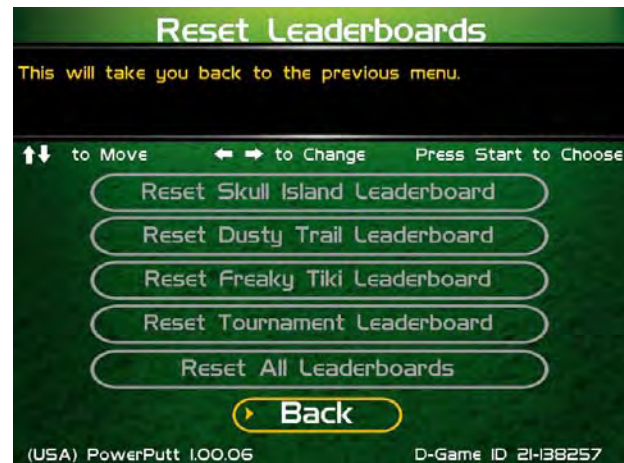 Reset Leaderboards
This will take you back to the previous menu.
to Move to Change Press Start to Choose
Reset Skull Island Leaderboard
Reset Dusty Trail Leaderboard
Reset Freaky Tiki Leaderboard
Reset Tournament Leaderboard
Reset All Leaderboards
Back
(USA) PowerPutt 1.00.06 D-Game ID 21-138257